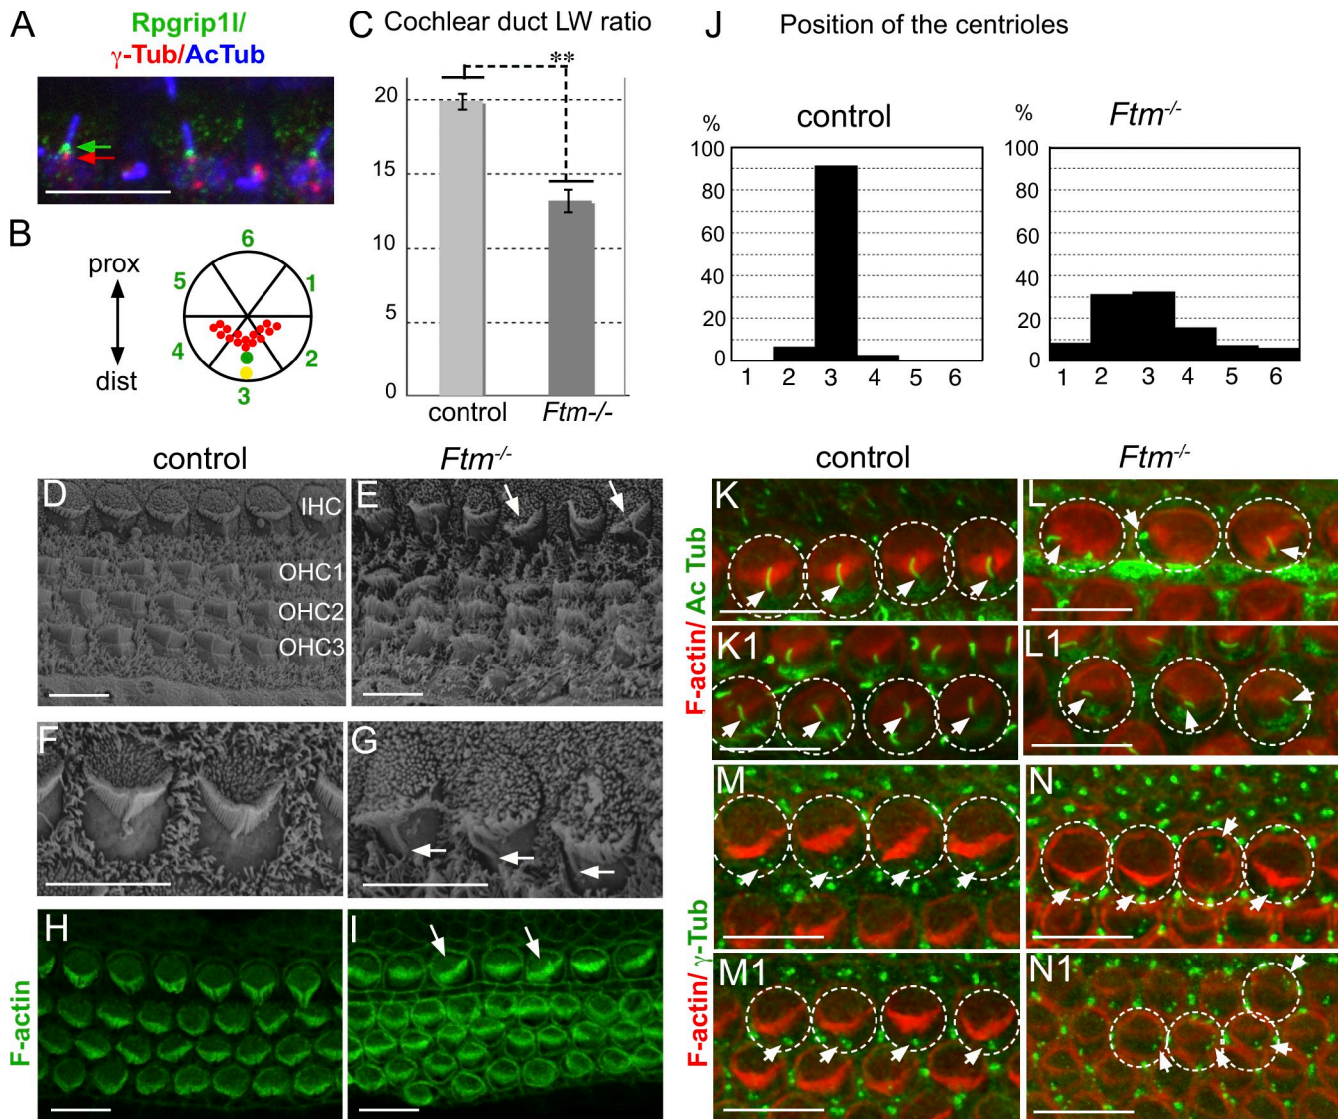 A
Rpgrip1l/
γ-Tub/AcTub
B
prox
dist
6
5
1
4
2
3
C Cochlear duct LW ratio
**
20
15
10
5
0
control Ftm-/-
J Position of the centrioles
control
%
100
80
60
40
20
0
1 2 3 4 5 6
Ftm-/-
%
100
80
60
40
20
0
1 2 3 4 5 6
control Ftm-/-
D
IHC
OHC1
OHC2
OHC3
E
F
G
F-actin
H
I
control Ftm-/-
F-actin/ Ac Tub
K
L
K1
L1
F-actin/ γ-Tub
M
N
M1
N1